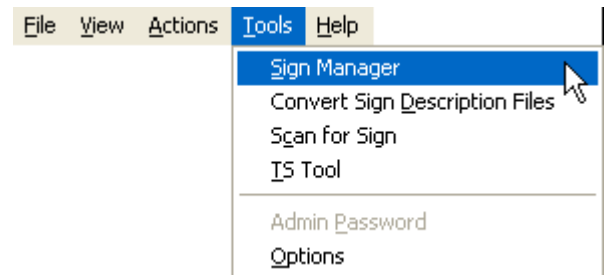 File View Actions Tools Help
Sign Manager
Convert Sign Description Files
Scan for Sign
TS Tool
Admin Password
Options